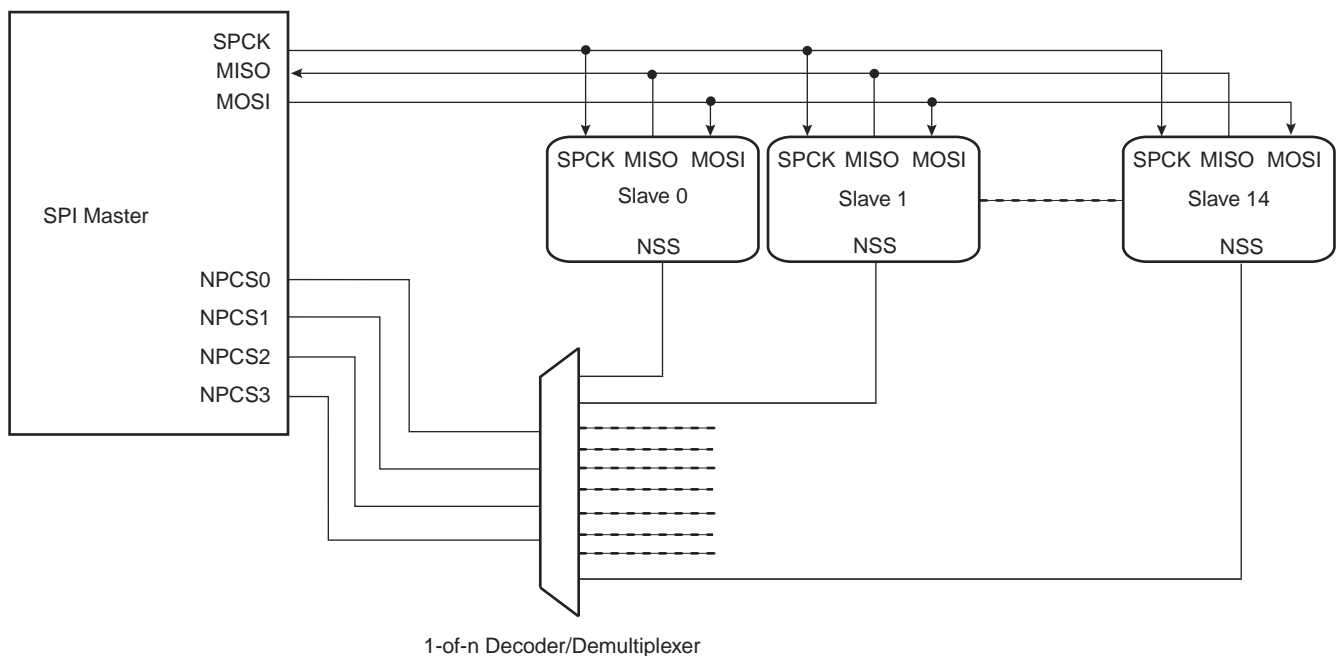 SPCK
MISO
MOSI
SPI Master
NPCS0
NPCS1
NPCS2
NPCS3
SPCK MISO MOSI
Slave 0
NSS
SPCK MISO MOSI
Slave 1
NSS
SPCK MISO MOSI
Slave 14
NSS
1-of-n Decoder/Demultiplexer